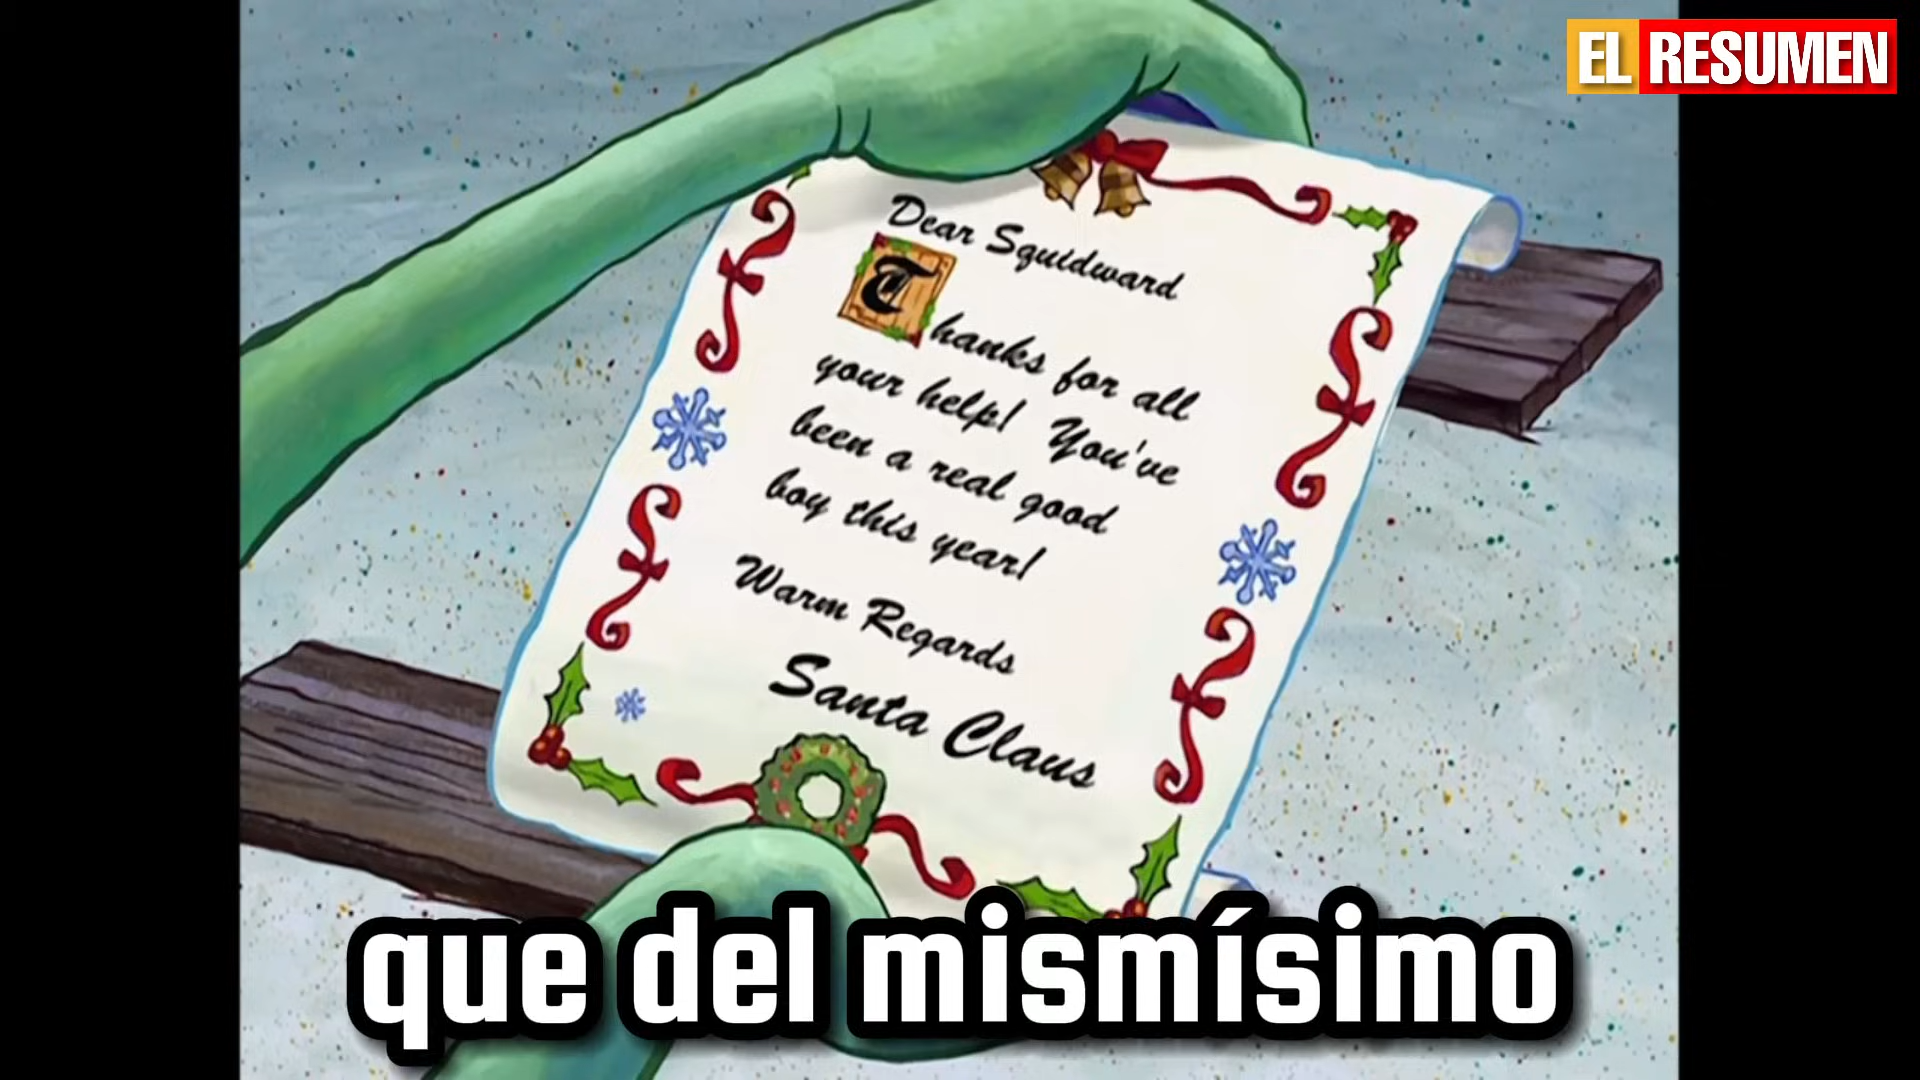 EL RESUMEN
Dear Squidward
Thanks for all
your help! You've
been a real good
boy this year!
Warm Regards
Santa Claus
que del mismísimo